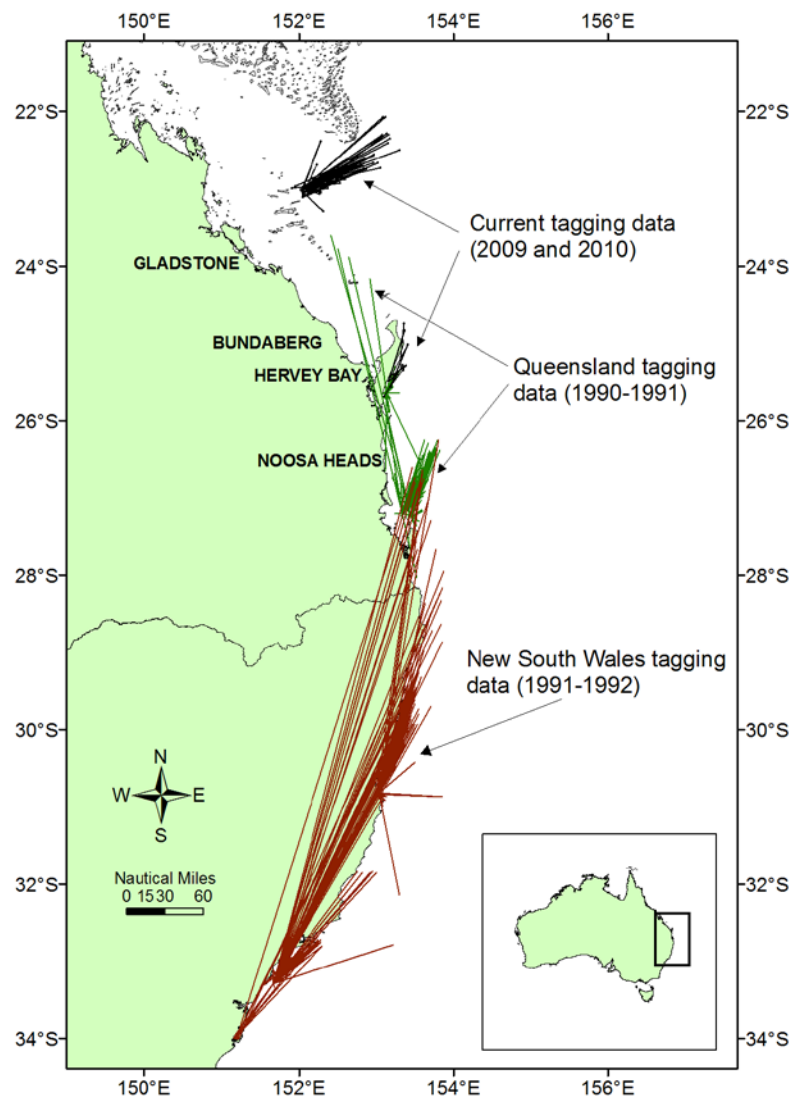 150°E 152°E 154°E 156°E
22°S 22°S
Current tagging data
(2009 and 2010)
24°S 24°S
GLADSTONE
BUNDABERG
HERVEY BAY
Queensland tagging
data (1990-1991)
26°S 26°S
NOOSA HEADS
28°S 28°S
New South Wales tagging
data (1991-1992)
30°S 30°S
N
W E
S
Nautical Miles
0 15 30 60
32°S 32°S
34°S 34°S
150°E 152°E 154°E 156°E